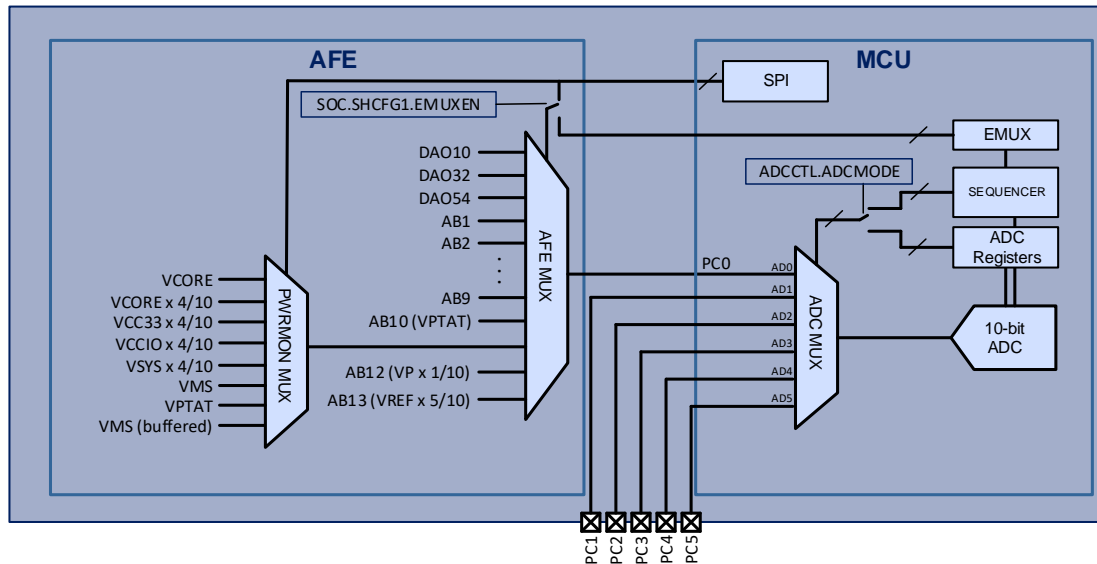 AFE
MCU
SPI
SOC.SHCFG1.EMUXEN
EMUX
DAO10
DAO32
DAO54
AB1
AB2
AB9
AB10 (VPTAT)
AB12 (VP x 1/10)
AB13 (VREF x 5/10)
AFE MUX
ADCCTL.ADCMODE
SEQUENCER
ADC
Registers
PC0
AD0
AD1
AD2
AD3
AD4
AD5
ADC MUX
10-bit
ADC
VCORE
VCORE x 4/10
VCC33 x 4/10
VCCIO x 4/10
VSYS x 4/10
VMS
VPTAT
VMS (buffered)
PWRMON MUX
PC1
PC2
PC3
PC4
PC5